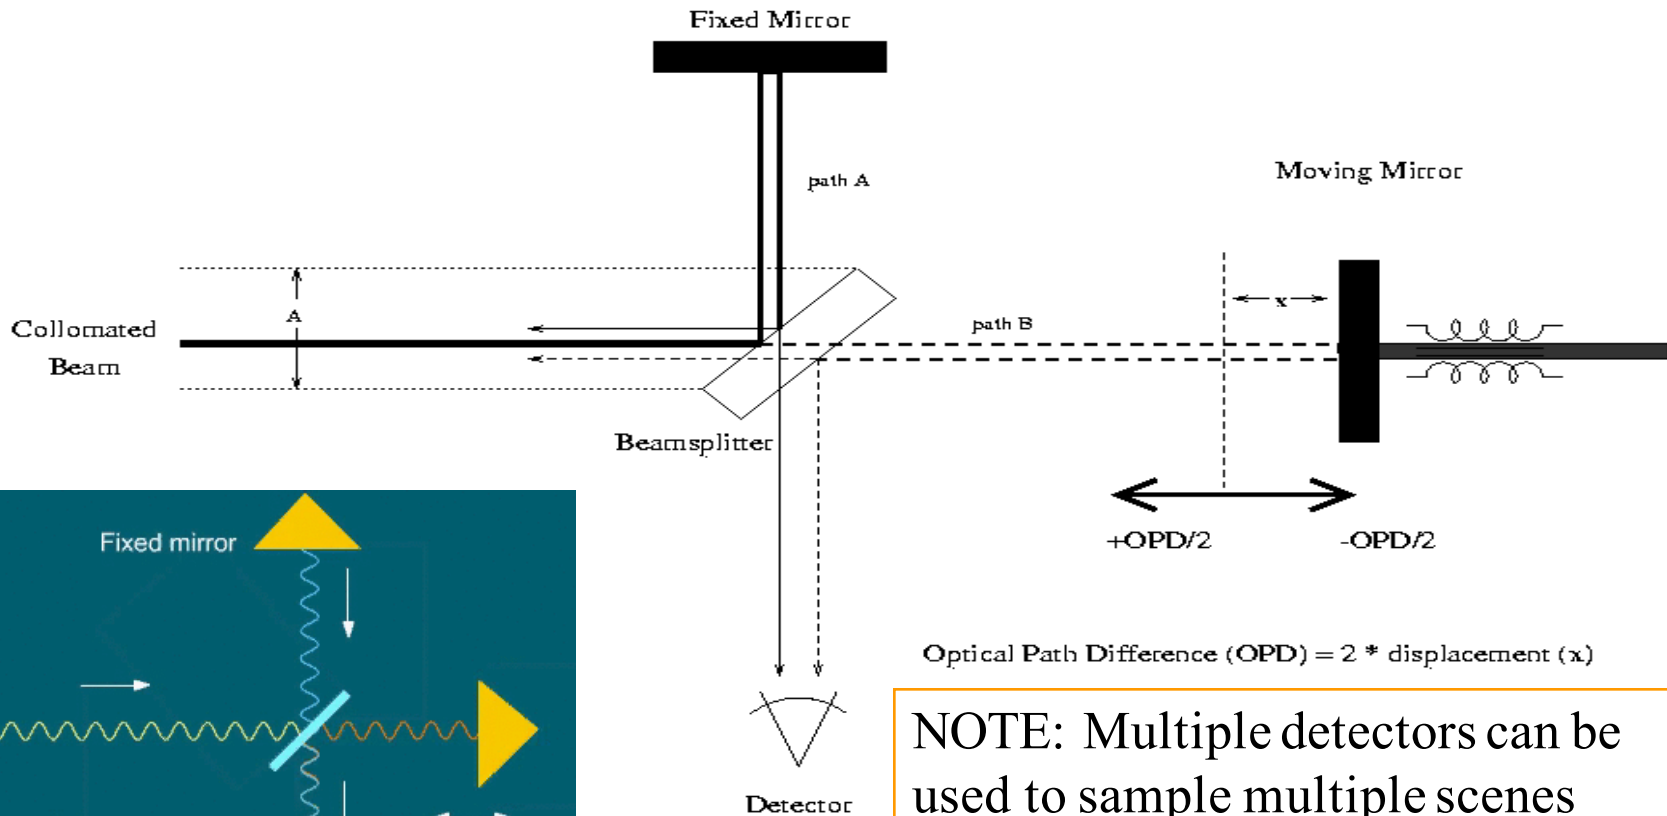 Fixed Mirror
path A
Moving Mirror
A
x
path B
Collomated
Beam
Beamsplitter
+OPD/2
-OPD/2
Fixed mirror
Optical Path Difference (OPD) = 2 * displacement (x)
NOTE: Multiple detectors can be
used to sample multiple scenes
Detector